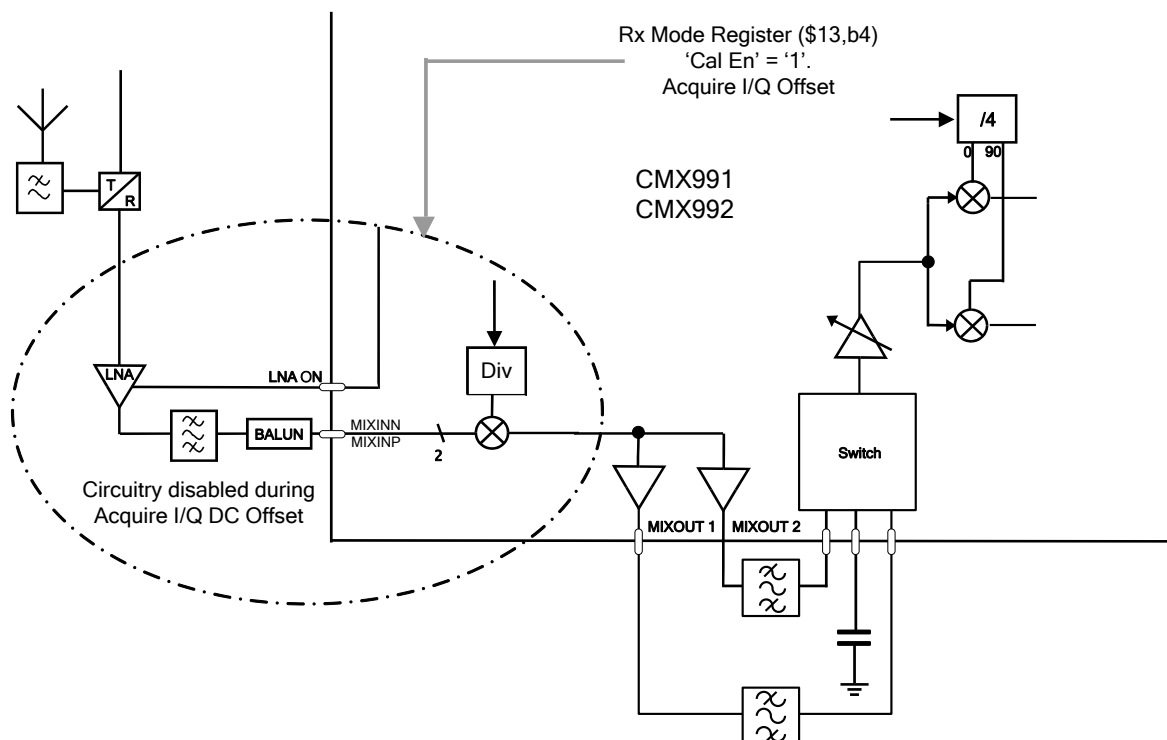 Rx Mode Register ($13,b4)
‘Cal En’ = ‘1’.
Acquire I/Q Offset
/4
0 90
T
R
CMX991
CMX992
LNA
LNA ON
Div
BALUN
MIXINN
MIXINP
2
Switch
Circuitry disabled during
Acquire I/Q DC Offset
MIXOUT 1
MIXOUT 2